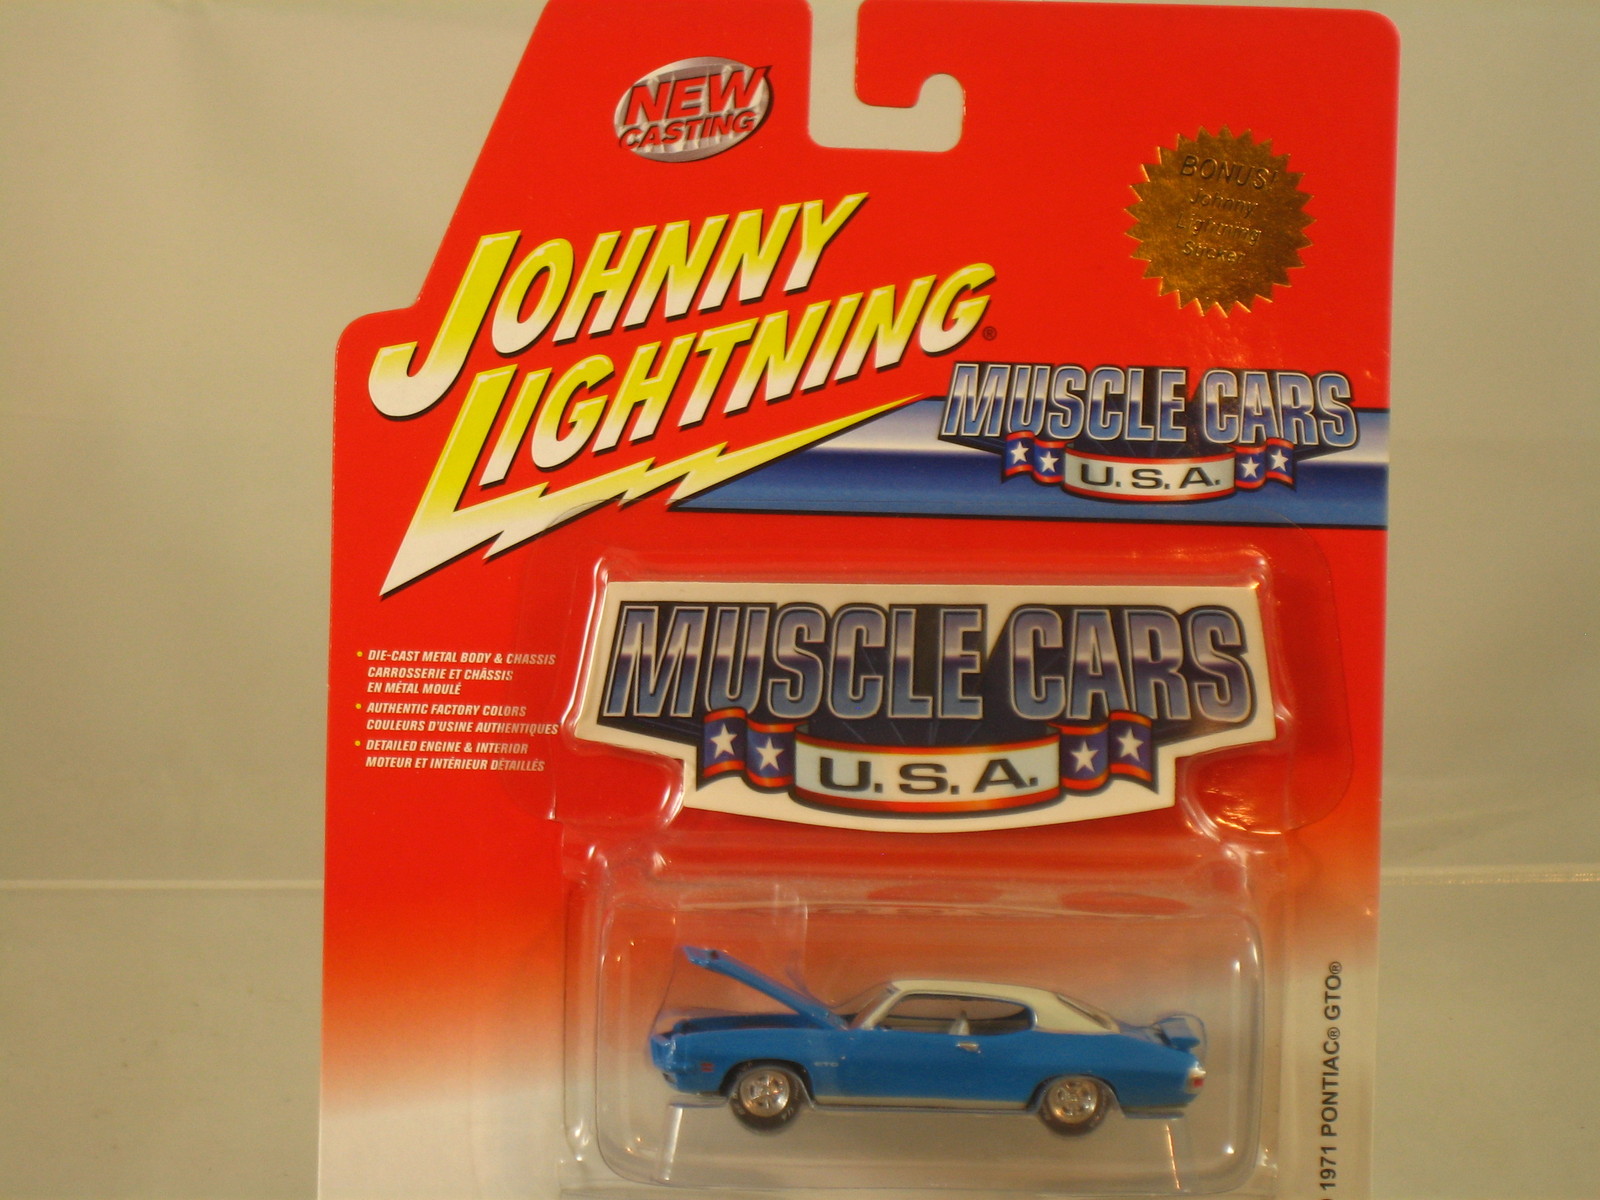 NEW
CASTING
BONUS!
Johnny
Lightning
Sticker
JOHNNY
LIGHTNING®
MUSCLE CARS
U.S.A.
MUSCLE CARS
U.S.A.
• DIE-CAST METAL BODY & CHASSIS
CARROSSERIE ET CHÂSSIS
EN MÉTAL MOULÉ
• AUTHENTIC FACTORY COLORS
COULEURS D'USINE AUTHENTIQUES
• DETAILED ENGINE & INTERIOR
MOTEUR ET INTÉRIEUR DÉTAILLÉS
GTO
1971 PONTIAC® GTO®